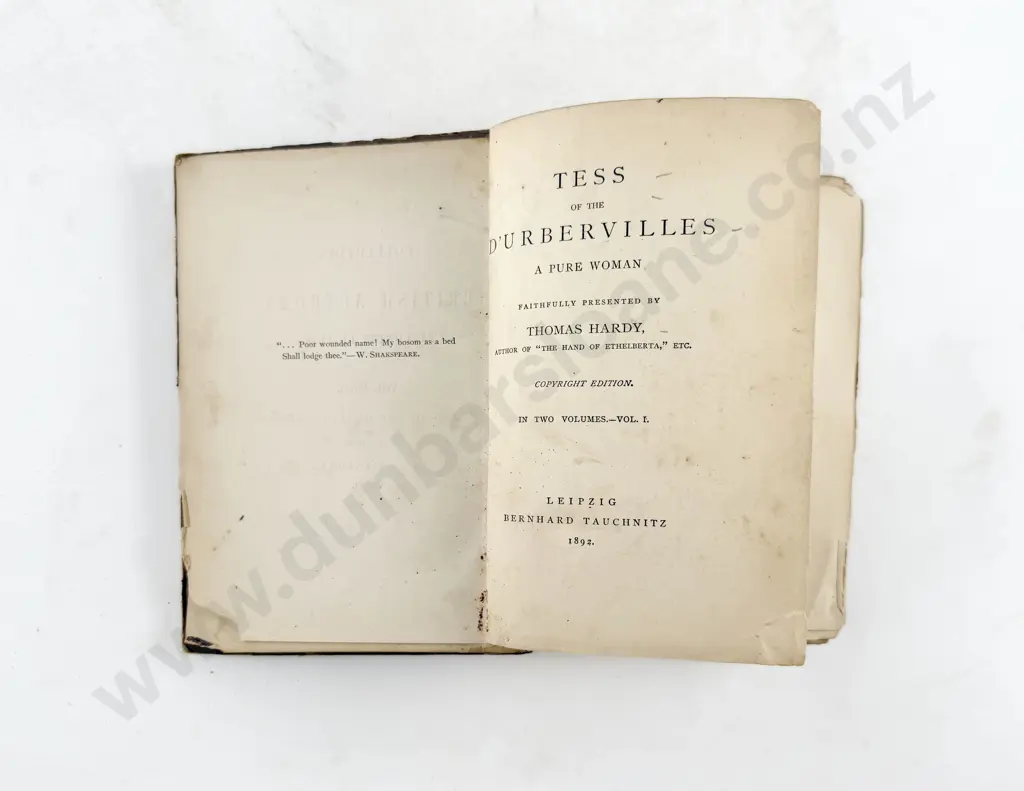 "... Poor wounded name! My bosom as a bed
Shall lodge thee."—W. SHAKSPEARE.
TESS
OF THE
D'URBERVILLES
A PURE WOMAN
FAITHFULLY PRESENTED BY
THOMAS HARDY,
AUTHOR OF "THE HAND OF ETHELBERTA," ETC.
COPYRIGHT EDITION.
IN TWO VOLUMES.—VOL. I.
LEIPZIG
BERNHARD TAUCHNITZ
1892.
www.dunbarsloane.co.nz